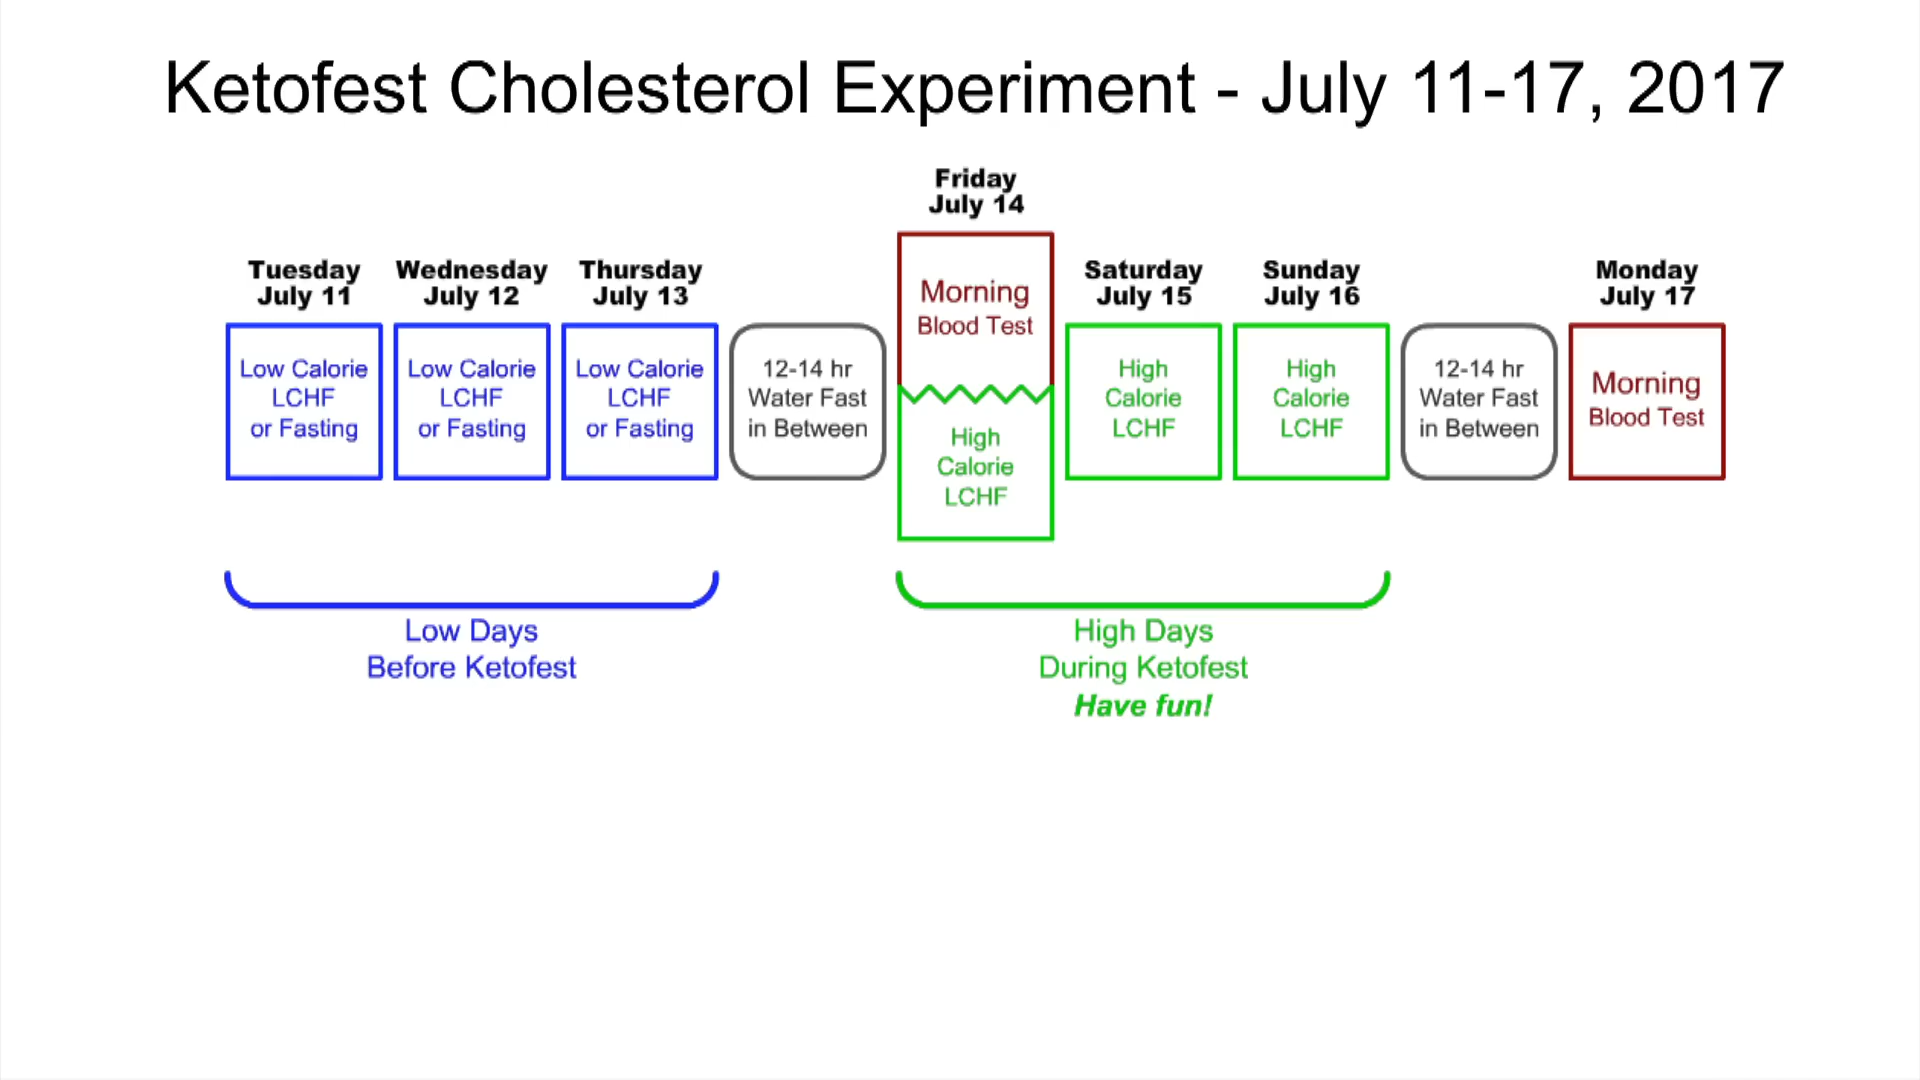 Ketofest Cholesterol Experiment - July 11-17, 2017
Tuesday
July 11
Low Calorie
LCHF
or Fasting
Wednesday
July 12
Low Calorie
LCHF
or Fasting
Thursday
July 13
Low Calorie
LCHF
or Fasting
12-14 hr
Water Fast
in Between
Friday
July 14
Morning
Blood Test
High
Calorie
LCHF
Saturday
July 15
High
Calorie
LCHF
Sunday
July 16
High
Calorie
LCHF
12-14 hr
Water Fast
in Between
Monday
July 17
Morning
Blood Test
Low Days
Before Ketofest
High Days
During Ketofest
Have fun!